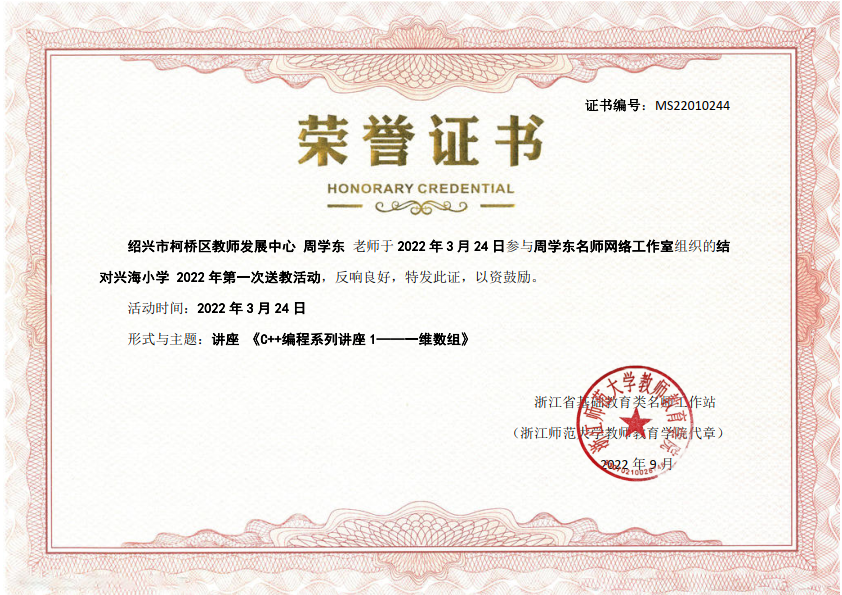 证书编号：MS22010244
荣誉证书
HONORARY CREDENTIAL
绍兴市柯桥区教师发展中心 周学东 老师于 2022 年 3 月 24 日参与周学东名师网络工作室组织的结
对兴海小学 2022 年第一次送教活动，反响良好，特发此证，以资鼓励。
活动时间：2022 年 3 月 24 日
形式与主题：讲座 《C++编程系列讲座 1——一维数组》
浙江省基础教育类名师工作站
（浙江师范大学教师教育学院代章）
2022 年 9 月
浙江师范大学教师教育学院